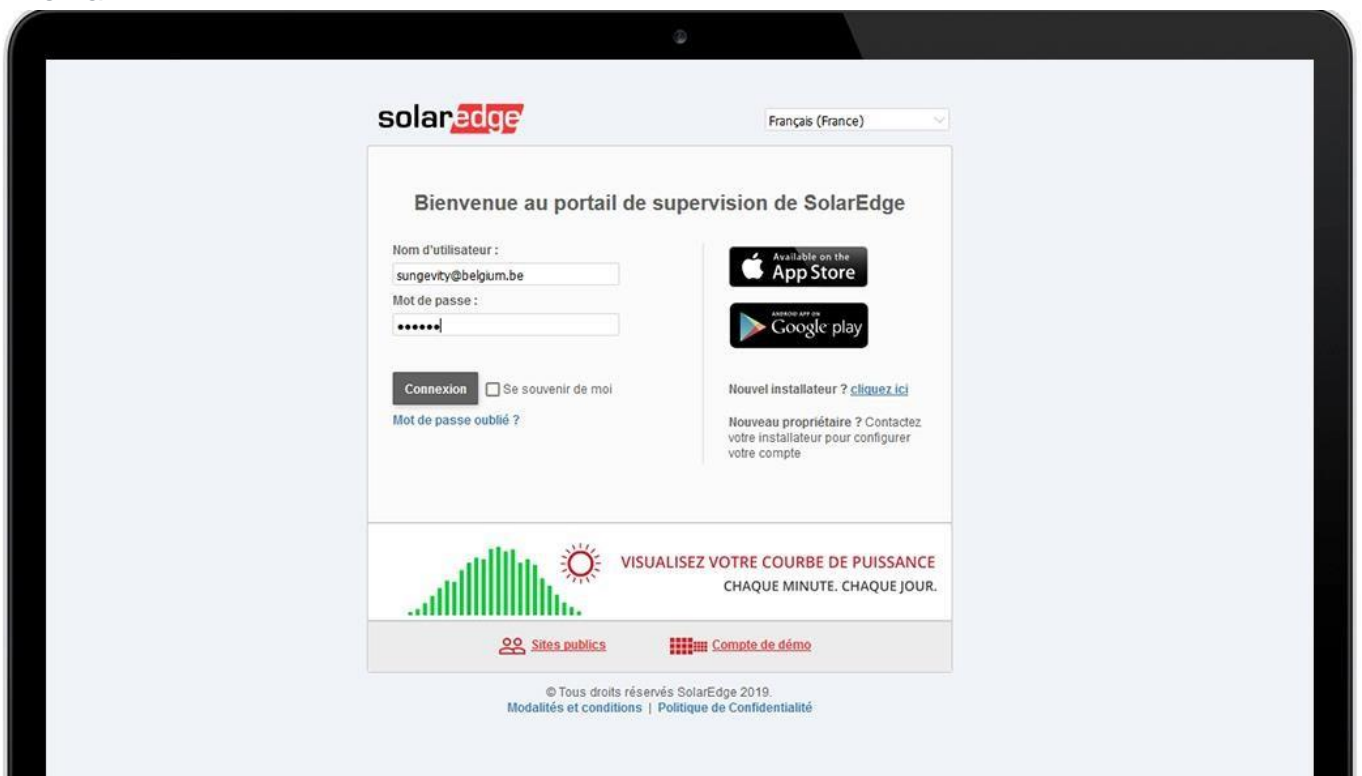 solaredge
Français (France)
Bienvenue au portail de supervision de SolarEdge
Nom d'utilisateur :
sungevity@belgium.be
Mot de passe :
••••••
Connexion
Se souvenir de moi
Mot de passe oublié ?
Available on the
App Store
ANDROID APP ON
Google play
Nouvel installateur ? cliquez ici
Nouveau propriétaire ? Contactez
votre installateur pour configurer
votre compte
VISUALISEZ VOTRE COURBE DE PUISSANCE
CHAQUE MINUTE. CHAQUE JOUR.
Sites publics
Compte de démo
© Tous droits réservés SolarEdge 2019.
Modalités et conditions | Politique de Confidentialité